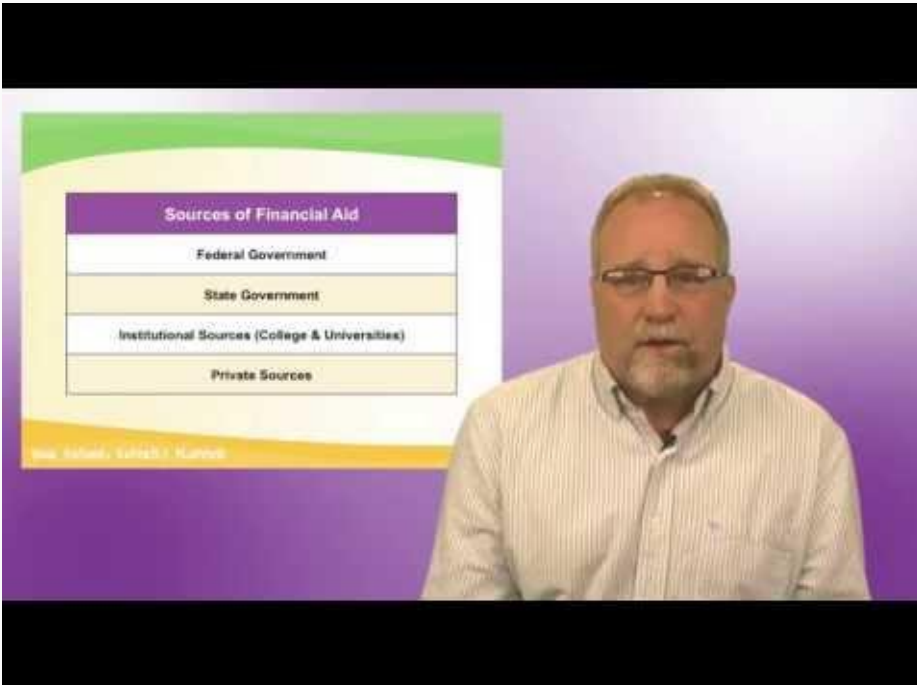 Sources of Financial Aid
Federal Government
State Government
Institutional Sources (College & Universities)
Private Sources